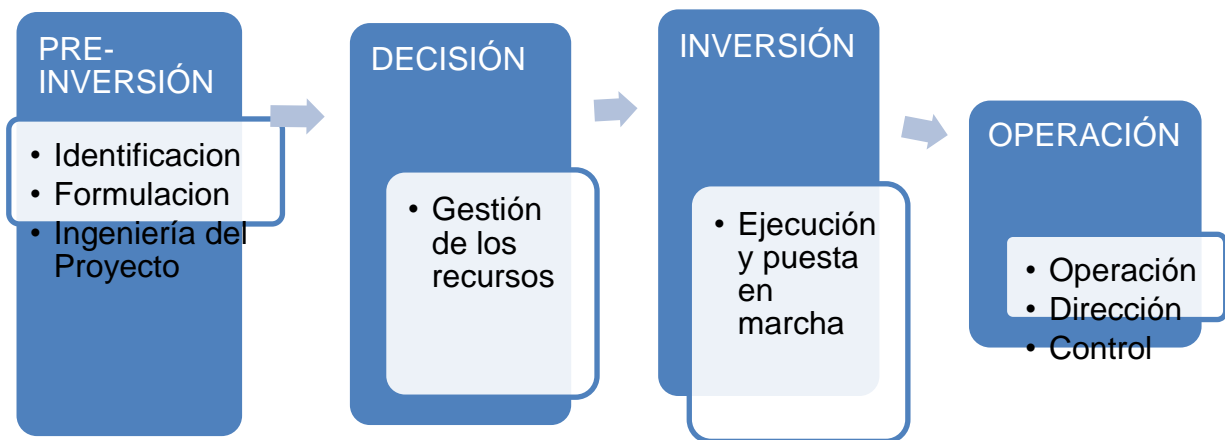 PRE-
INVERSIÓN
• Identificacion
• Formulacion
• Ingeniería del
Proyecto
DECISIÓN
• Gestión
de los
recursos
INVERSIÓN
• Ejecución
y puesta
en
marcha
OPERACIÓN
• Operación
• Dirección
• Control